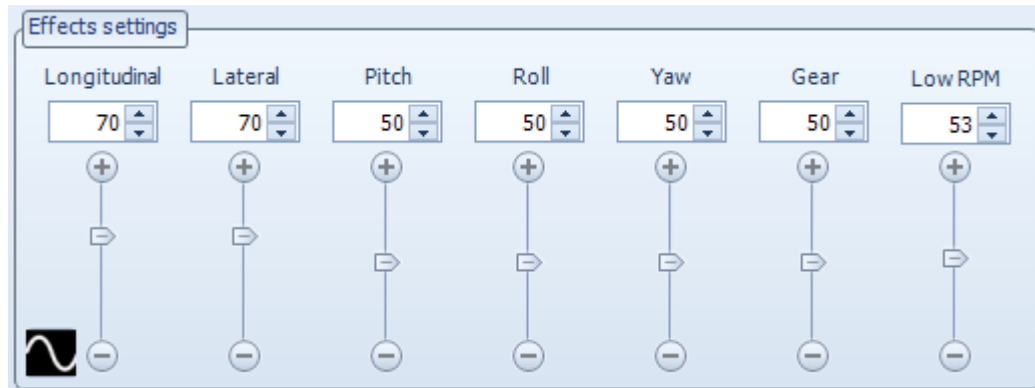 Effects settings
Longitudinal Lateral Pitch Roll Yaw Gear Low RPM
70 70 50 50 50 50 53